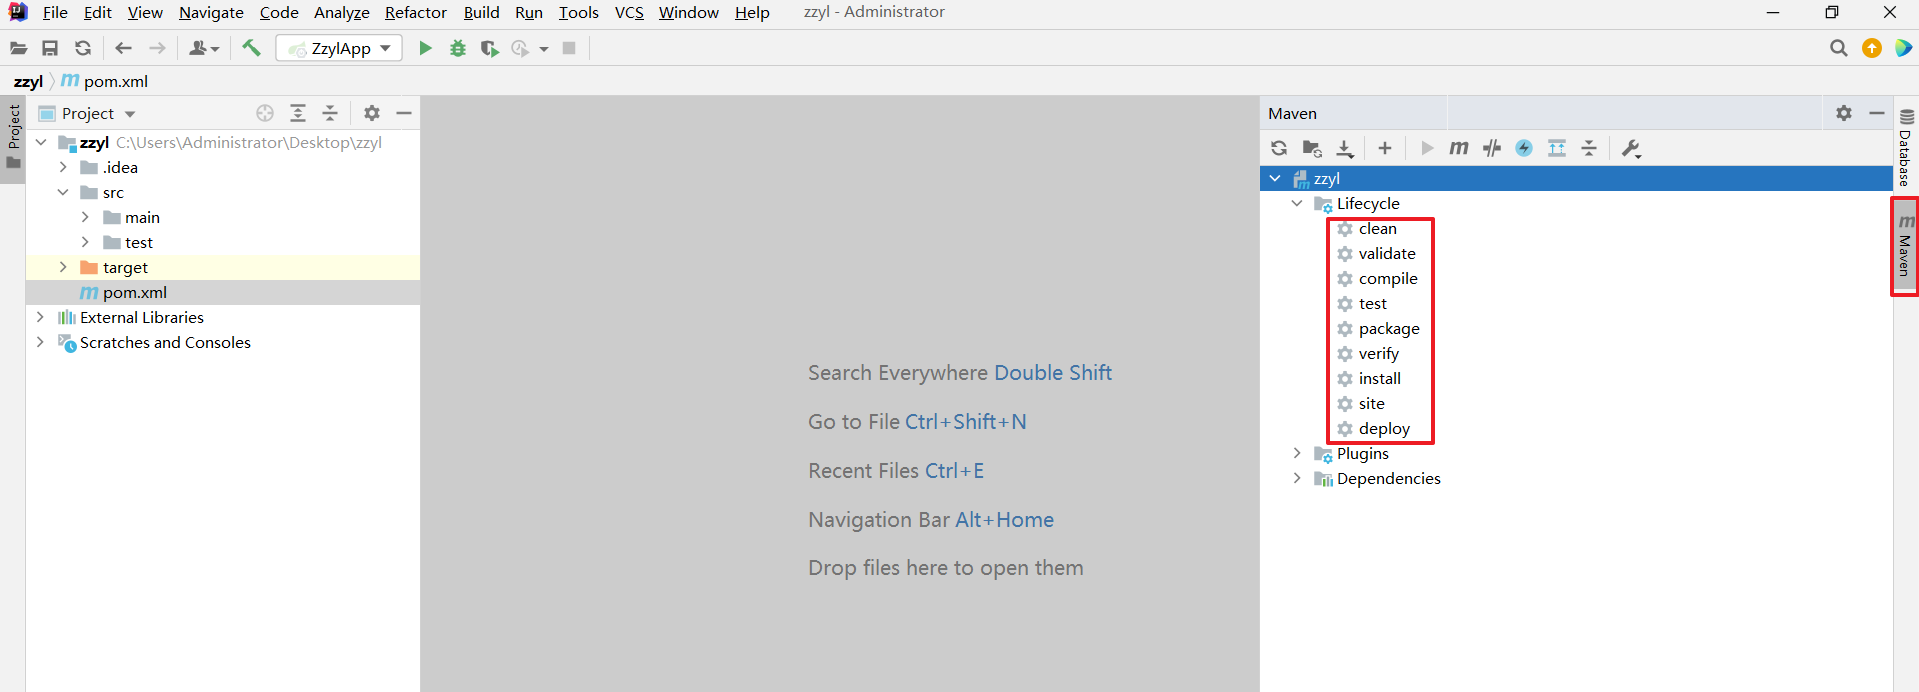 File Edit View Navigate Code Analyze Refactor Build Run Tools VCS Window Help zzyl - Administrator
ZzylApp
zzyl pom.xml
Project
Project
zzyl C:\Users\Administrator\Desktop\zzyl
.idea
src
main
test
target
pom.xml
External Libraries
Scratches and Consoles
Search Everywhere Double Shift
Go to File Ctrl+Shift+N
Recent Files Ctrl+E
Navigation Bar Alt+Home
Drop files here to open them
Maven
zzyl
Lifecycle
clean
validate
compile
test
package
verify
install
site
deploy
Plugins
Dependencies
Database
Maven